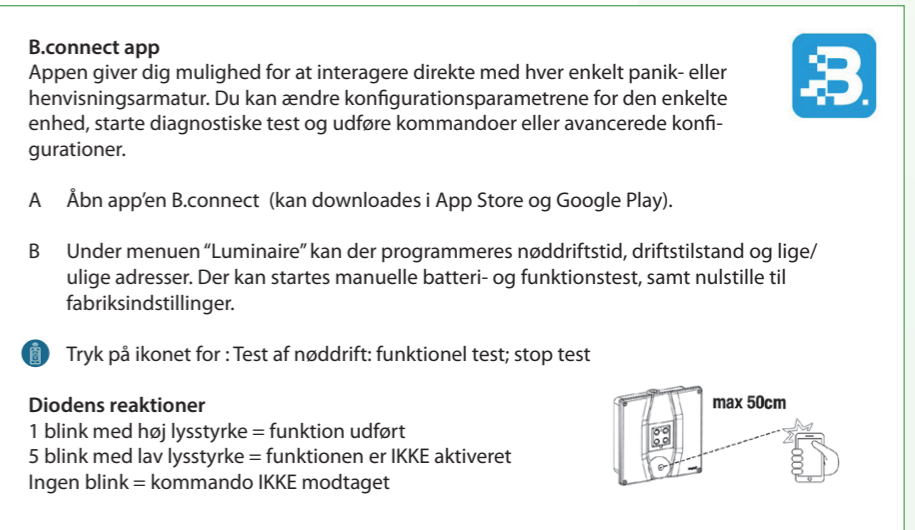 B.connect app
Appen giver dig mulighed for at interagere direkte med hver enkelt panik- eller
henvisningsarmatur. Du kan ændre konfigurationsparametrene for den enkelte
enhed, starte diagnostiske test og udføre kommandoer eller avancerede konfi-
gurationer.
B.
A Åbn app'en B.connect (kan downloades i App Store og Google Play).
B Under menuen "Luminaire" kan der programmeres nøddriftstid, driftstilstand og lige/
ulige adresser. Der kan startes manuelle batteri- og funktionstest, samt nulstille til
fabriksindstillinger.
Tryk på ikonet for : Test af nøddrift: funktionel test; stop test
Diodens reaktioner
1 blink med høj lysstyrke = funktion udført
5 blink med lav lysstyrke = funktionen er IKKE aktiveret
Ingen blink = kommando IKKE modtaget
max 50cm